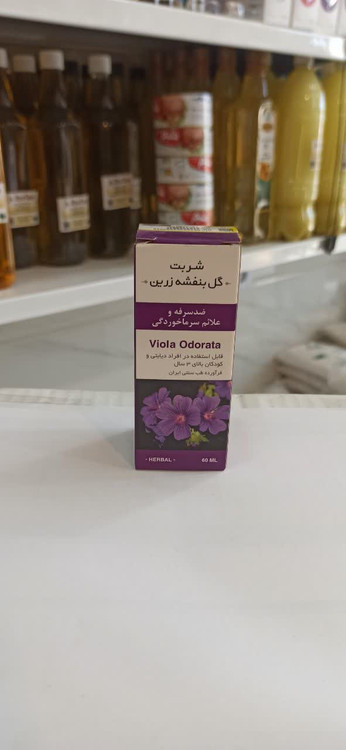 شربت
گل بنفشه زرین
ضدسرفه و
علائم سرماخوردگی
Viola Odorata
قابل استفاده در افراد دیابتی و
کودکان بالای ۳ سال
فرآورده طب سنتی ایران
- HERBAL -
60 ML